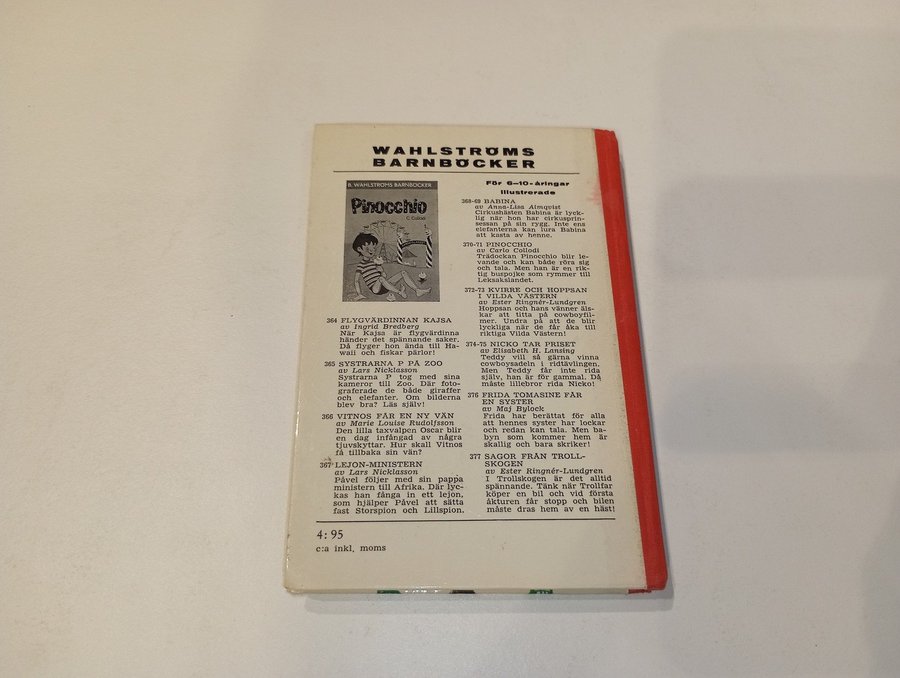 WAHLSTRÖMS
BARNBÖCKER
B. WAHLSTRÖMS BARNBÖCKER
Pinocchio
C. Collodi
364 FLYGVÄRDINNAN KAJSA
av Ingrid Bredberg
När Kajsa är flygvärdinna
händer det spännande saker.
Då flyger hon ända till Ha-
waii och fiskar pärlor!
365 SYSTRARNA P PÅ ZOO
av Lars Nicklasson
Systrarna P tog med sina
kameror till Zoo. Där foto-
graferade de både giraffer
och elefanter. Om bilderna
blev bra? Läs själv!
366 VITNOS FÅR EN NY VÄN
av Marie Louise Rudolfsson
Den lilla taxvalpen Oscar blir
en dag infångad av några
tjuvskyttar. Hur skall Vitnos
få tillbaka sin vän?
367 LEJON-MINISTERN
av Lars Nicklasson
Påvel följer med sin pappa
ministern till Afrika. Där lyc-
kas han fånga in ett lejon,
som hjälper Påvel att sätta
fast Storspion och Lillspion.
För 6–10-åringar
illustrerade
368-69 BABINA
av Anna-Lisa Almqvist
Cirkushästen Babina är lyck-
lig när hon har cirkusprin-
sessan på sin rygg. Inte ens
elefanterna kan lura Babina
att kasta av henne.
370-71 PINOCCHIO
av Carlo Collodi
Trädockan Pinocchio blir le-
vande och kan både röra sig
och tala. Men han är en rik-
tig buspojke som rymmer till
Leksakslandet.
372-73 KVIRRE OCH HOPPSAN
I VILDA VÄSTERN
av Ester Ringnér-Lundgren
Hoppsan och hans vänner äls-
kar att titta på cowboyfil-
mer. Undra på att de blir
lyckliga när de får åka till
riktiga Vilda Västern!
374-75 NICKO TAR PRISET
av Elisabeth H. Lansing
Teddy vill så gärna vinna
cowboysadeln i ridtävlingen.
Men Teddy får inte rida
själv, han är för gammal. Då
måste lillebror rida Nicko!
376 FRIDA TOMASINE FÅR
EN SYSTER
av Maj Bylock
Frida har berättat för alla
att hennes syster har lockar
och redan kan tala. Men ba-
byn som kommer hem är
skallig och bara skriker!
377 SAGOR FRÅN TROLL-
SKOGEN
av Ester Ringnér-Lundgren
I Trollskogen är det alltid
spännande. Tänk när Trollfar
köper en bil och vid första
åkturen får stopp och bilen
måste dras hem av en häst!
4:95
c:a inkl. moms